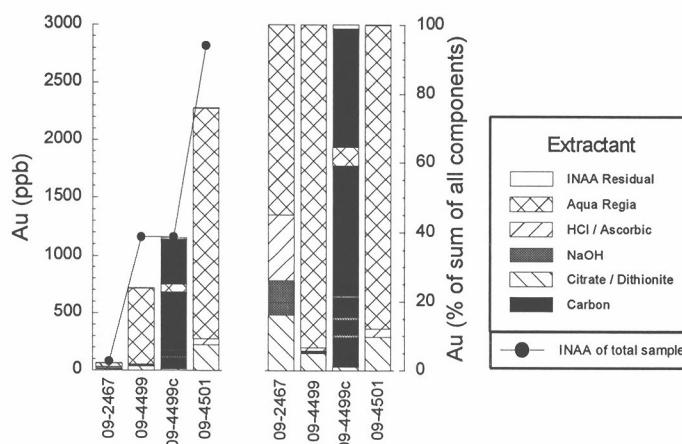 3000
2500
2000
1500
1000
500
0
Au (ppb)
09-2467
09-4499
09-4499c
09-4501
100
80
60
40
20
0
Au (% of sum of all components)
09-2467
09-4499
09-4499c
09-4501
Extractant
INAA Residual
Aqua Regia
HCl / Ascorbic
NaOH
Citrate / Dithionite
Carbon
INAA of total sample